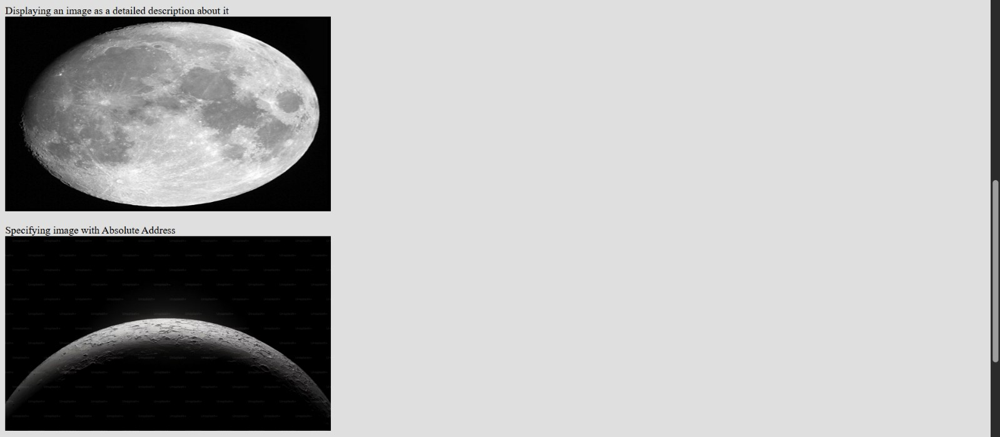 Displaying an image as a detailed description about it
Specifying image with Absolute Address